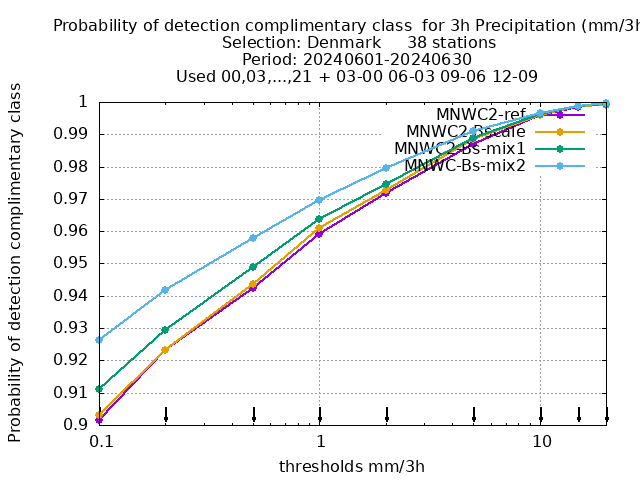 Probability of detection complimentary class  for 3h Precipitation (mm/3h
Selection: Denmark     38 stations
Period: 20240601-20240630
Used 00,03,...,21 + 03-00 06-03 09-06 12-09
Probability of detection complimentary class
1
0.99
0.98
0.97
0.96
0.95
0.94
0.93
0.92
0.91
0.9
MNWC2-ref
MNWC2-Bscale
MNWC2-Bs-mix1
MNWC-Bs-mix2
0.1 1 10
thresholds mm/3h